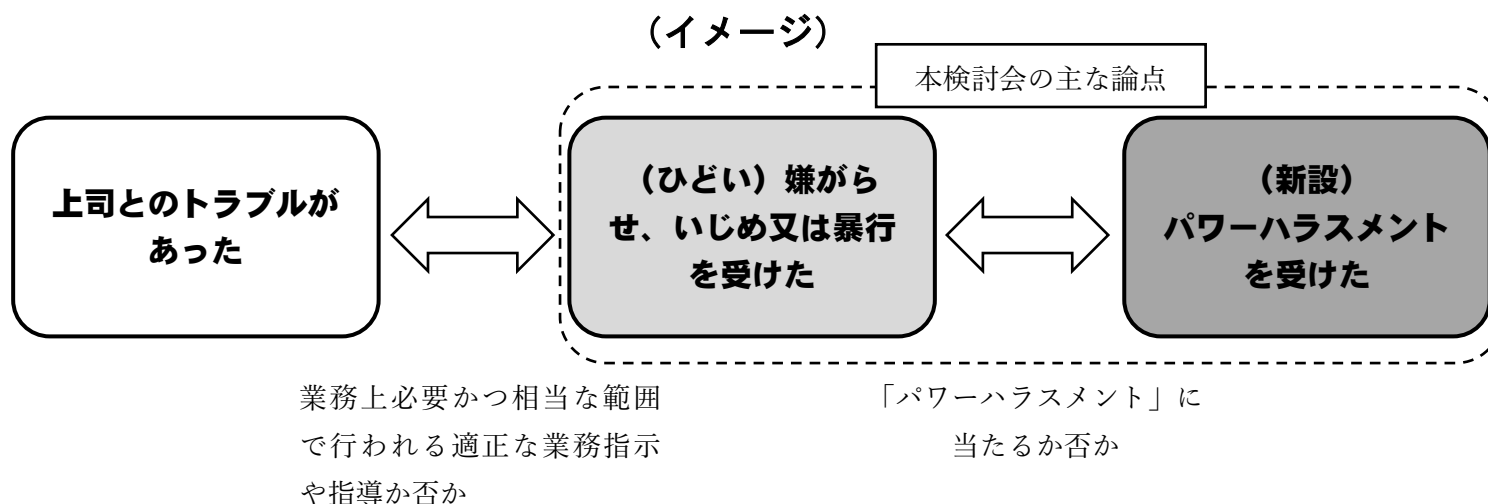 （イメージ）
本検討会の主な論点
上司とのトラブルが
あった
（ひどい）嫌がら
せ、いじめ又は暴行
を受けた
（新設）
パワーハラスメント
を受けた
業務上必要かつ相当な範囲
で行われる適正な業務指示
や指導か否か
「パワーハラスメント」に
当たるか否か